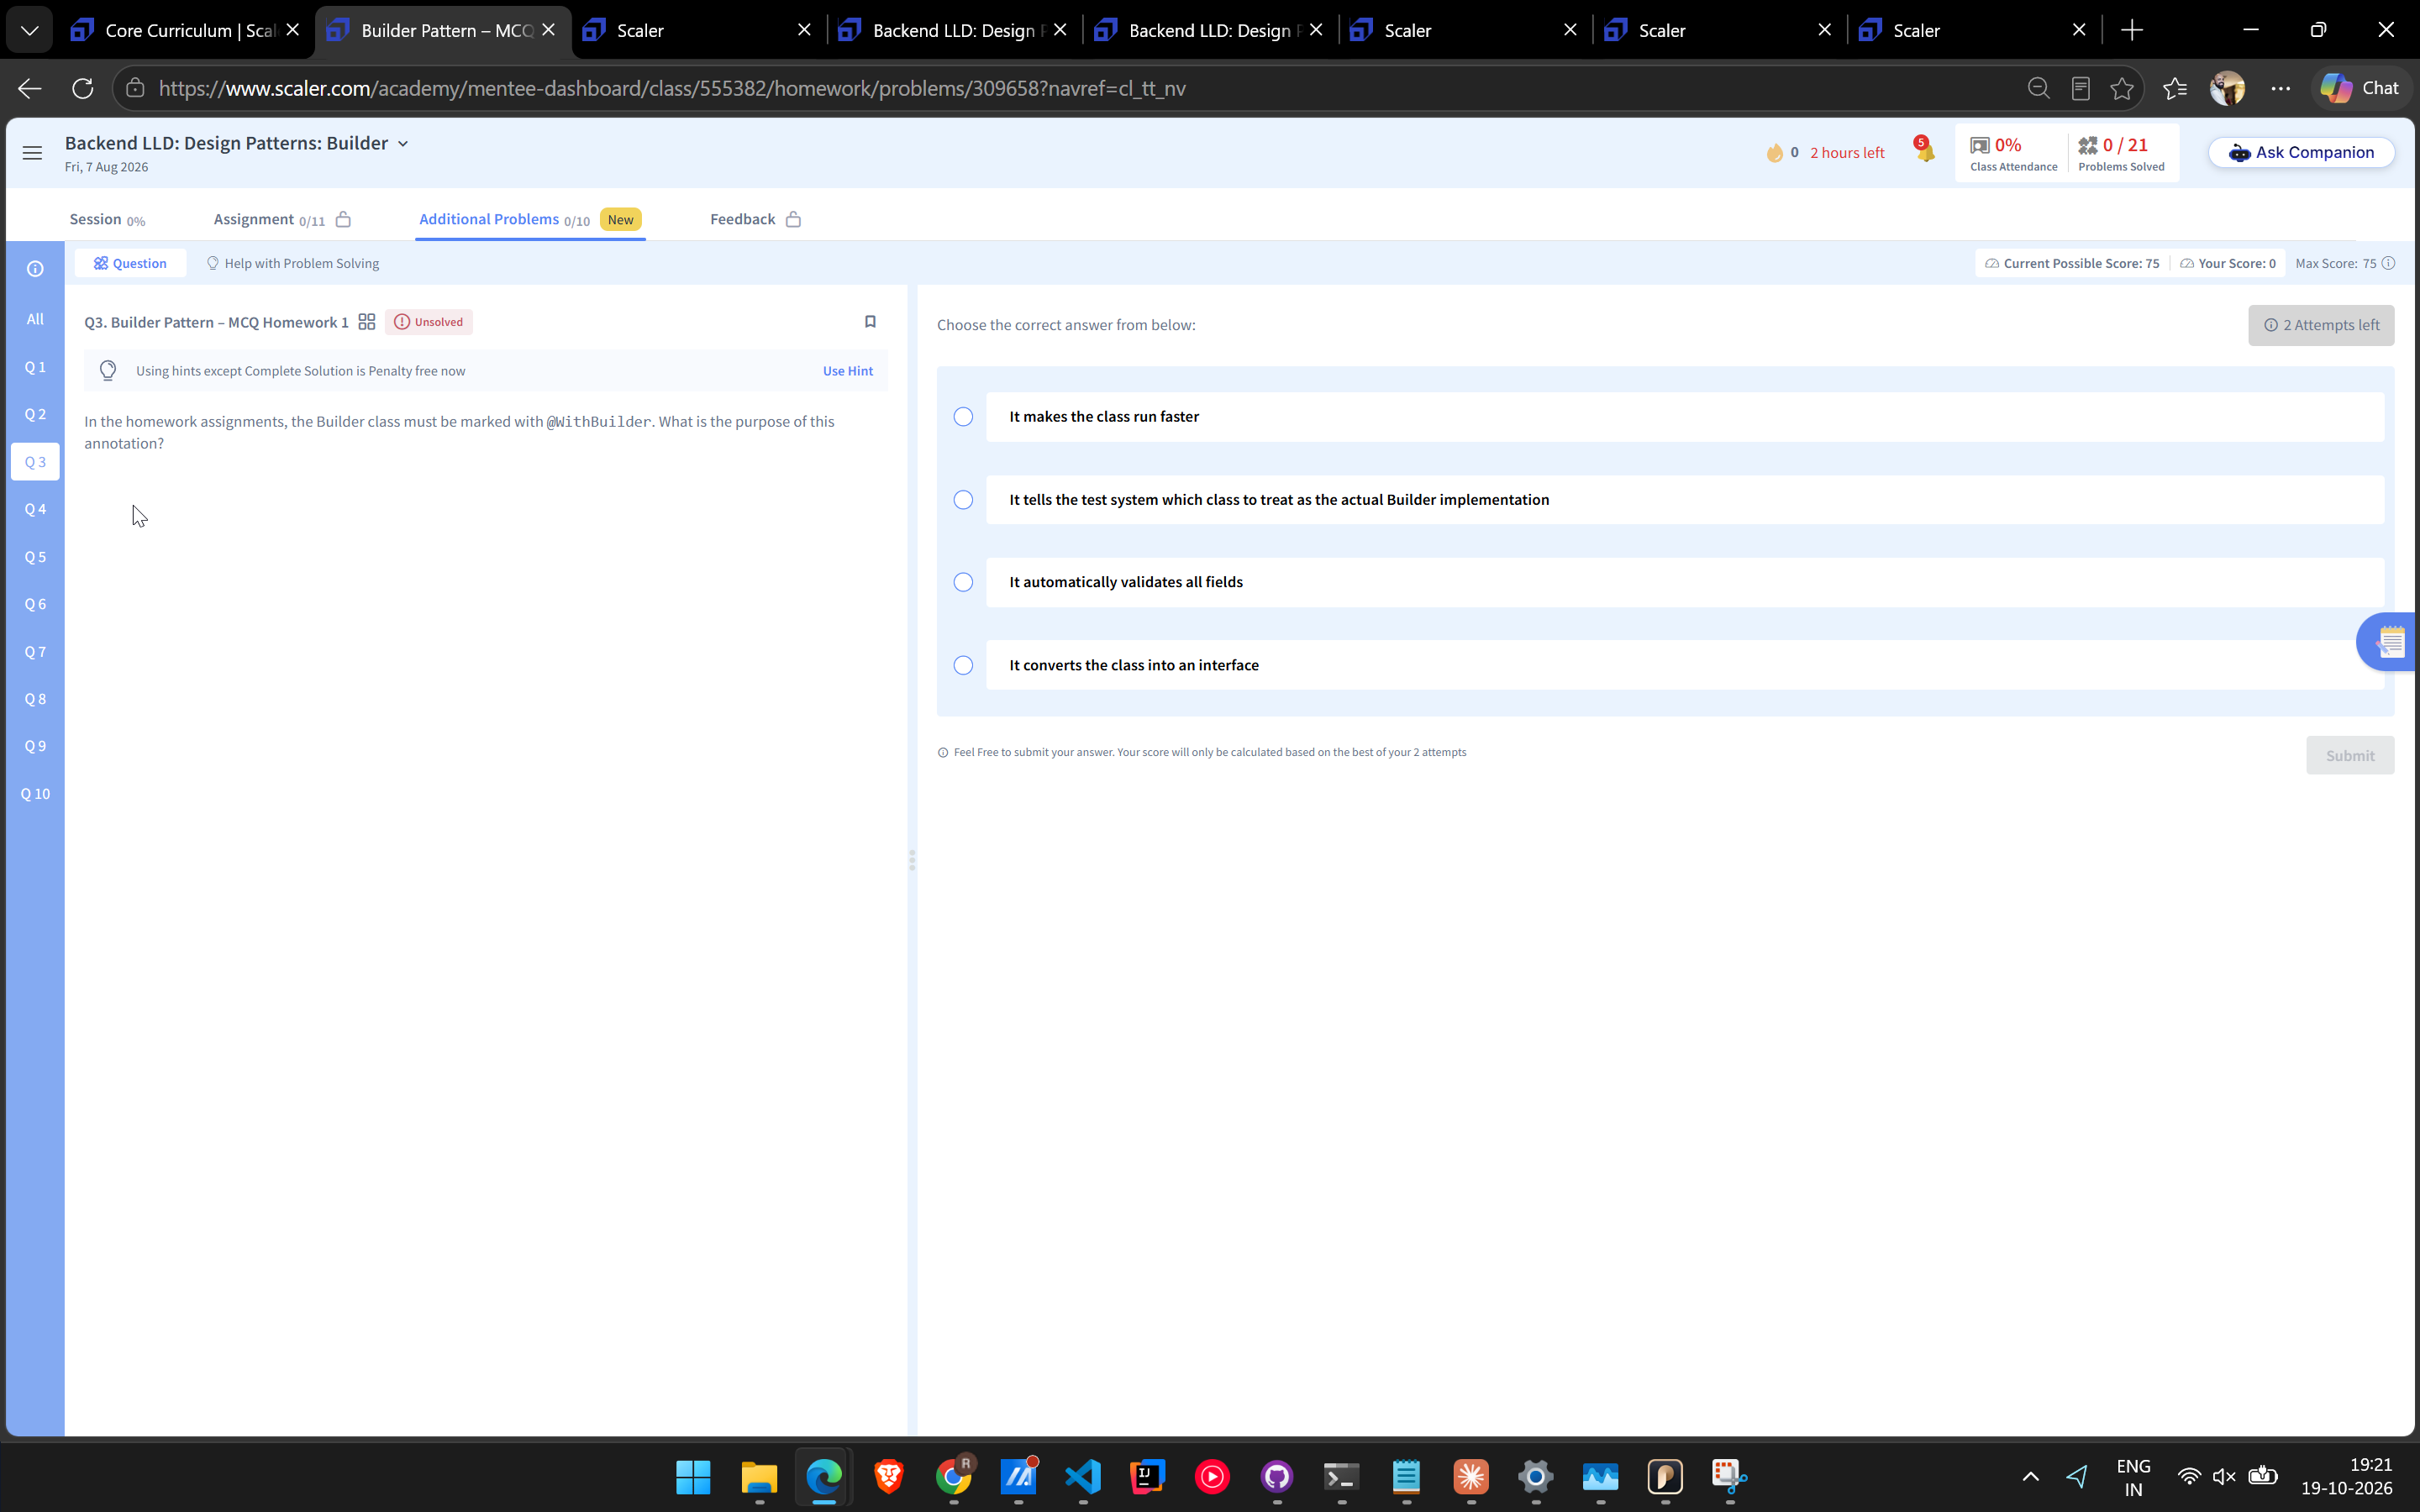 Core Curriculum | Scal
Builder Pattern – MCQ
Scaler
Backend LLD: Design P
Backend LLD: Design P
Scaler
Scaler
Scaler
https://www.scaler.com/academy/mentee-dashboard/class/555382/homework/problems/309658?navref=cl_tt_nv
Chat
Backend LLD: Design Patterns: Builder
Fri, 7 Aug 2026
0 2 hours left
5
0%
Class Attendance
0 / 21
Problems Solved
Ask Companion
Session 0%
Assignment 0/11
Additional Problems 0/10 New
Feedback
Question
Help with Problem Solving
Current Possible Score: 75
Your Score: 0
Max Score: 75
All
Q 1
Q 2
Q 3
Q 4
Q 5
Q 6
Q 7
Q 8
Q 9
Q 10
Q3. Builder Pattern – MCQ Homework 1
Unsolved
Using hints except Complete Solution is Penalty free now
Use Hint
In the homework assignments, the Builder class must be marked with @WithBuilder. What is the purpose of this
annotation?
Choose the correct answer from below:
2 Attempts left
It makes the class run faster
It tells the test system which class to treat as the actual Builder implementation
It automatically validates all fields
It converts the class into an interface
Feel Free to submit your answer. Your score will only be calculated based on the best of your 2 attempts
Submit
R
IJ
ENG
IN
19:21
19-10-2026